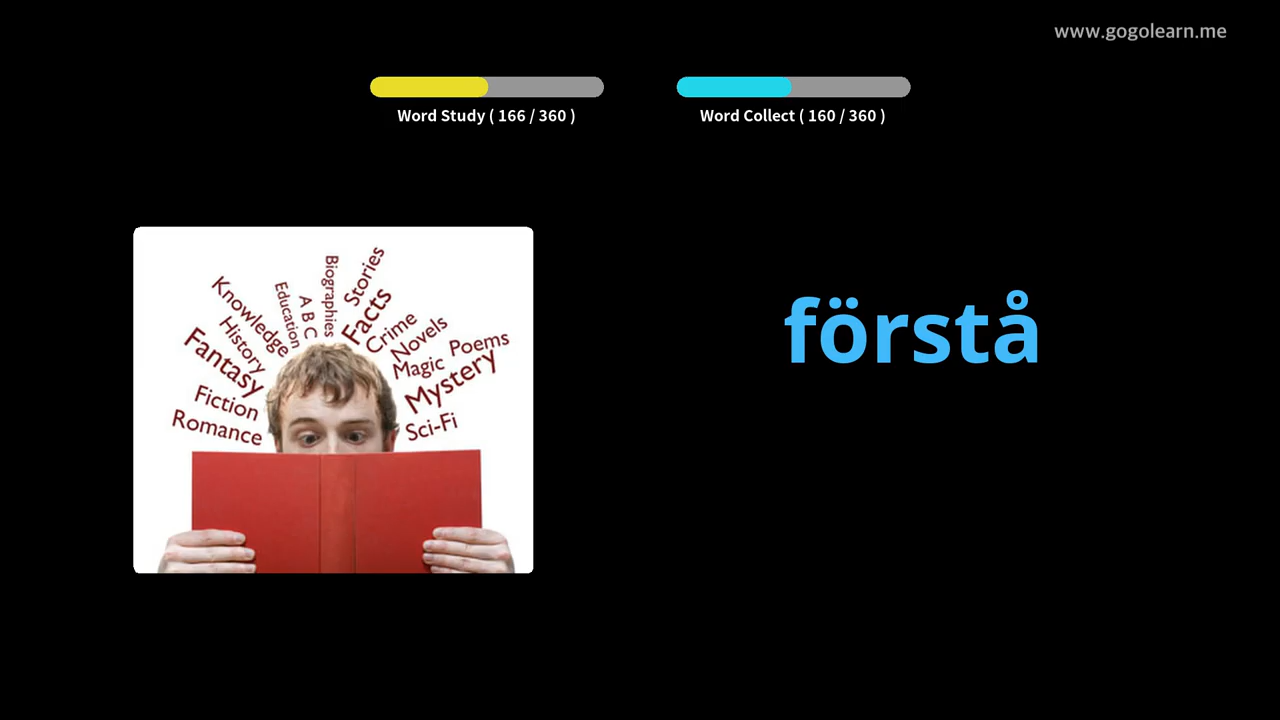 www.gogolearn.me
Word Study ( 166 / 360 )
Word Collect ( 160 / 360 )
Biographies
Stories
Education
A B C
Facts
Knowledge
Crime
History
Novels
Fantasy
Magic
Poems
Mystery
Fiction
Sci-Fi
Romance
förstå